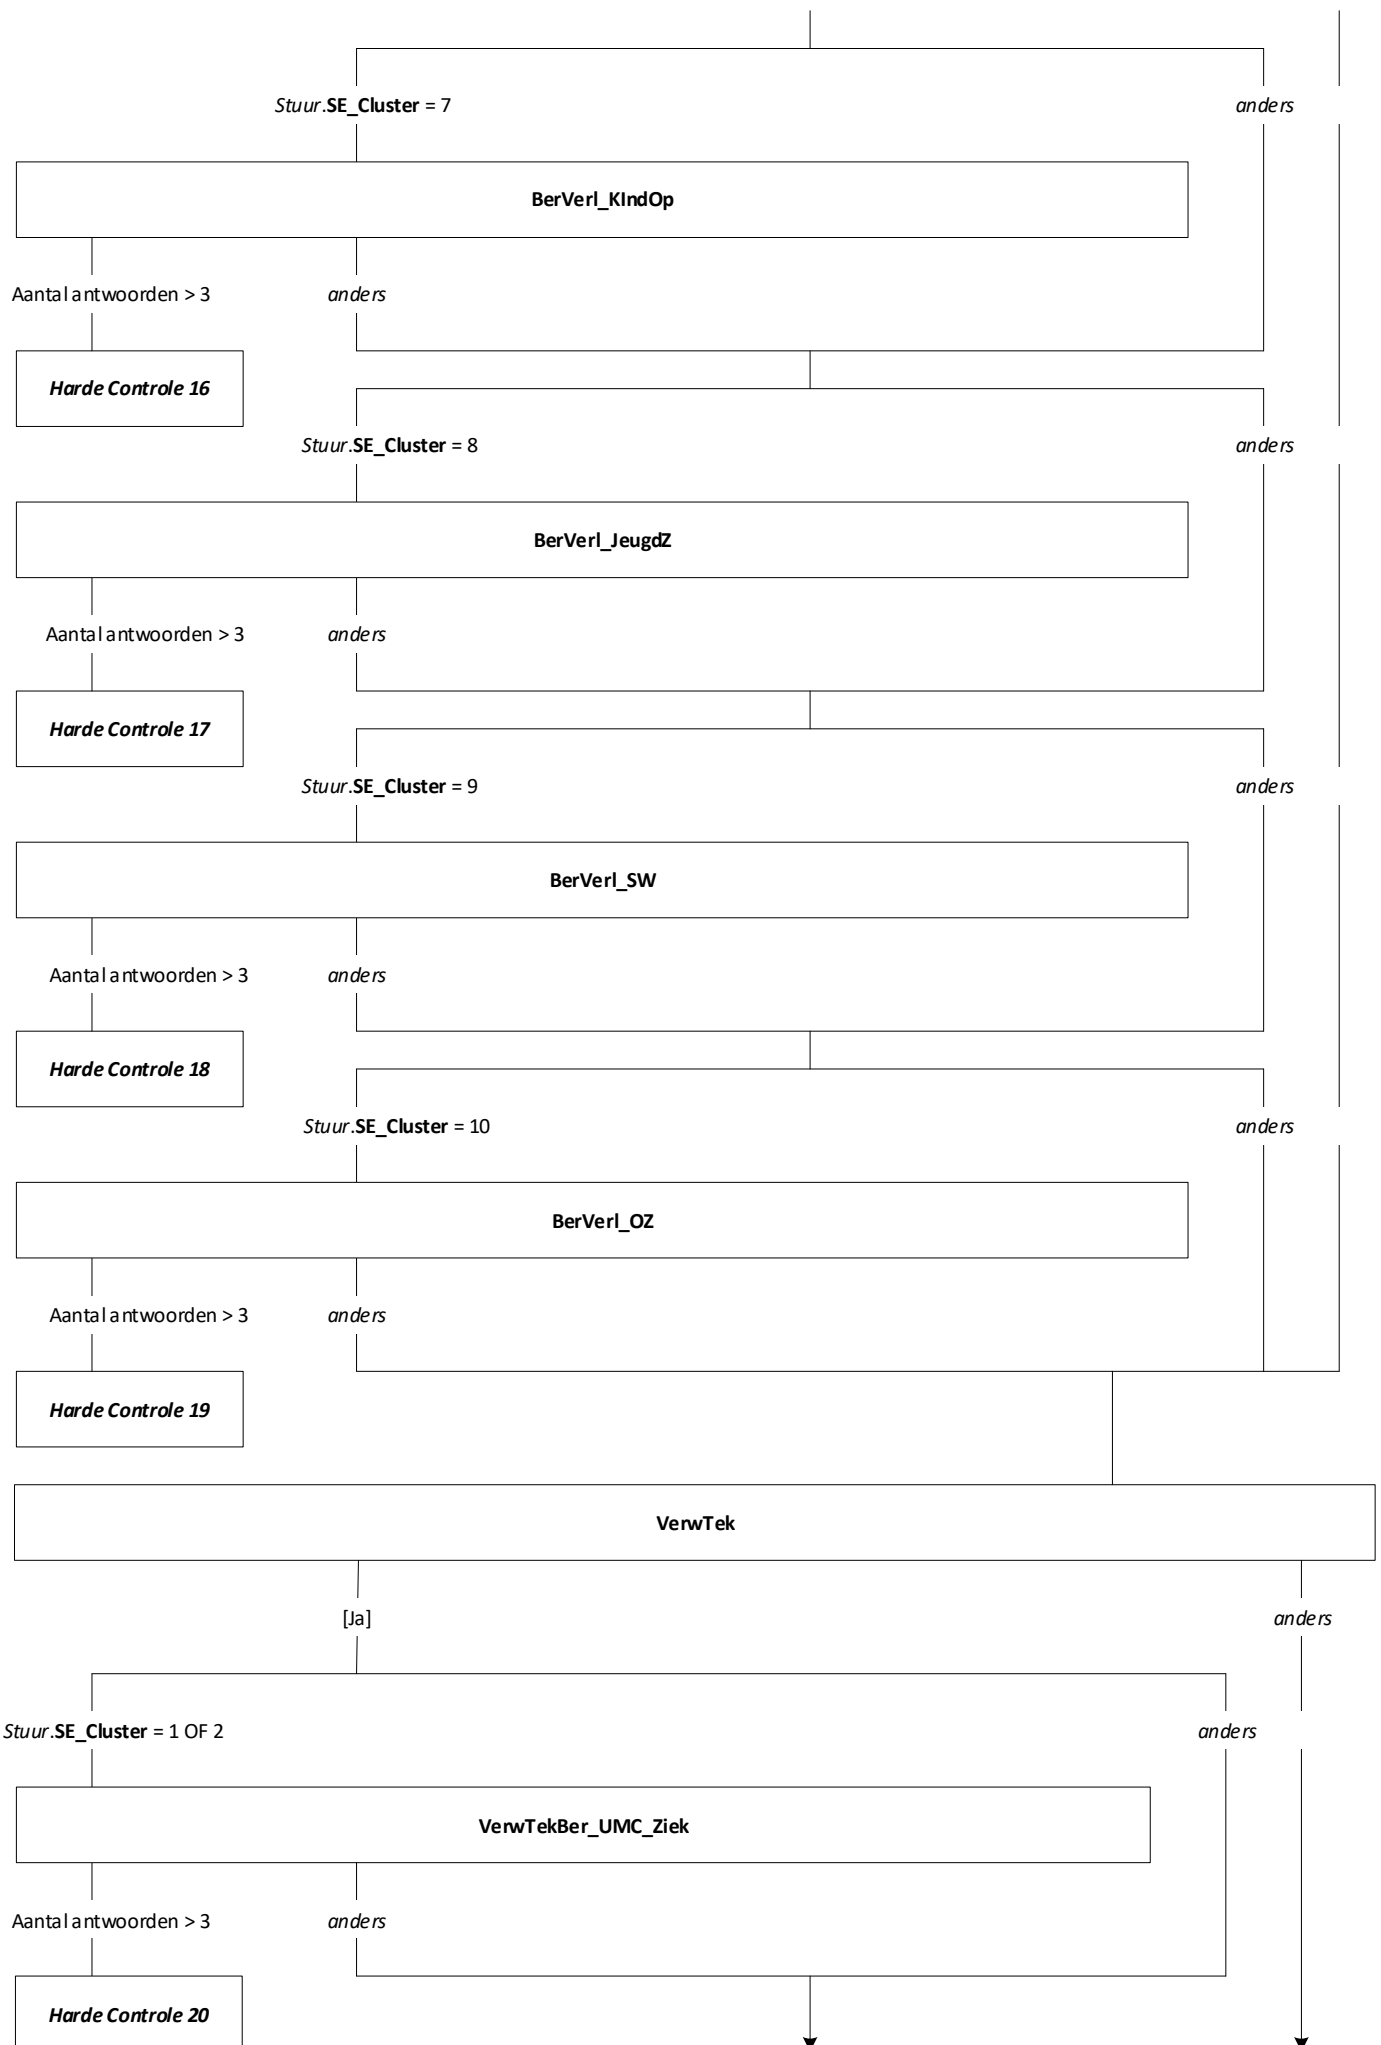 Stuur.SE_Cluster = 7 anders
BerVerl_KIndOp
Aantal antwoorden > 3 anders
Harde Controle 16
Stuur.SE_Cluster = 8 anders
BerVerl_JeugdZ
Aantal antwoorden > 3 anders
Harde Controle 17
Stuur.SE_Cluster = 9 anders
BerVerl_SW
Aantal antwoorden > 3 anders
Harde Controle 18
Stuur.SE_Cluster = 10 anders
BerVerl_OZ
Aantal antwoorden > 3 anders
Harde Controle 19
VerwTek
[Ja] anders
Stuur.SE_Cluster = 1 OF 2 anders
VerwTekBer_UMC_Ziek
Aantal antwoorden > 3 anders
Harde Controle 20